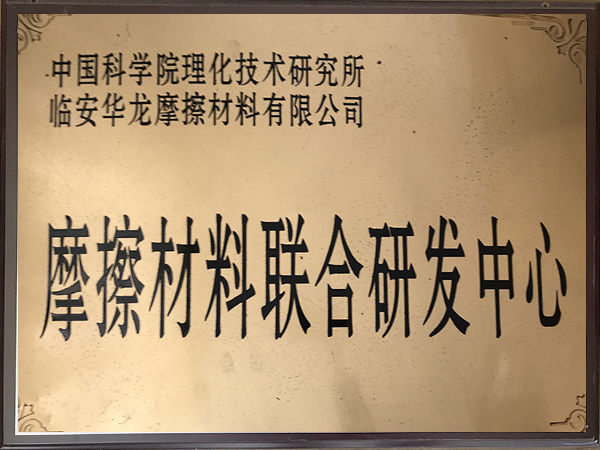 中国科学院理化技术研究所
临安华龙摩擦材料有限公司
摩擦材料联合研发中心